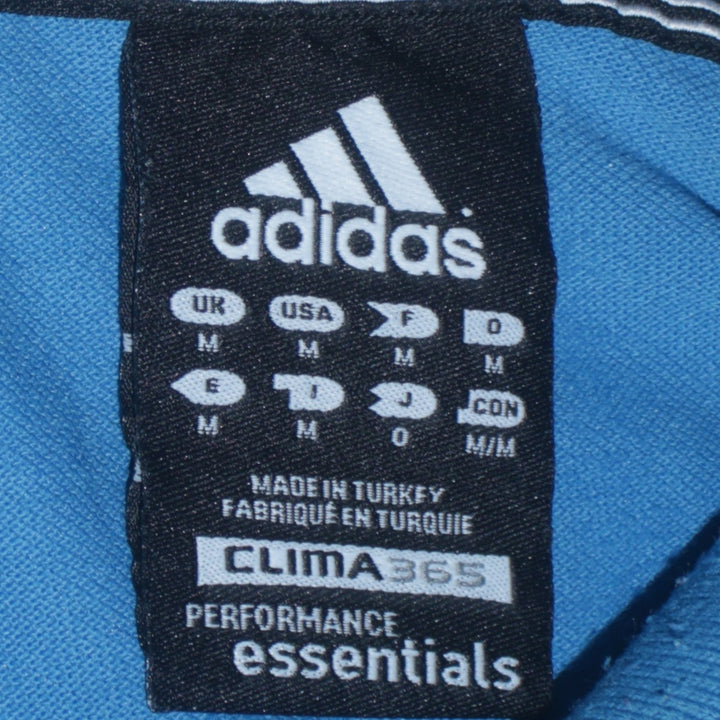 adidas
UK USA F D
M M M M
E I J CON
M M O M/M
MADE IN TURKEY
FABRIQUÉ EN TURQUIE
CLIMA365
PERFORMANCE
essentials